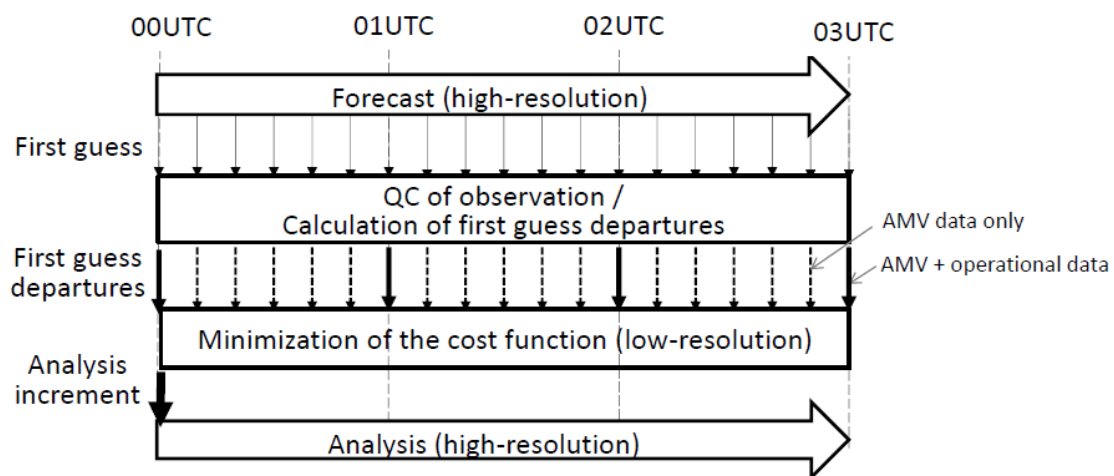 00UTC
01UTC
02UTC
03UTC
Forecast (high-resolution)
First guess
QC of observation /
Calculation of first guess departures
AMV data only
First guess
departures
AMV + operational data
Minimization of the cost function (low-resolution)
Analysis
increment
Analysis (high-resolution)